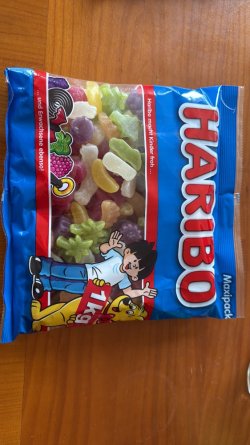 HARIBO
Maxipack
Haribo macht Kinder froh ...
... und Erwachsene ebenso!
1kg